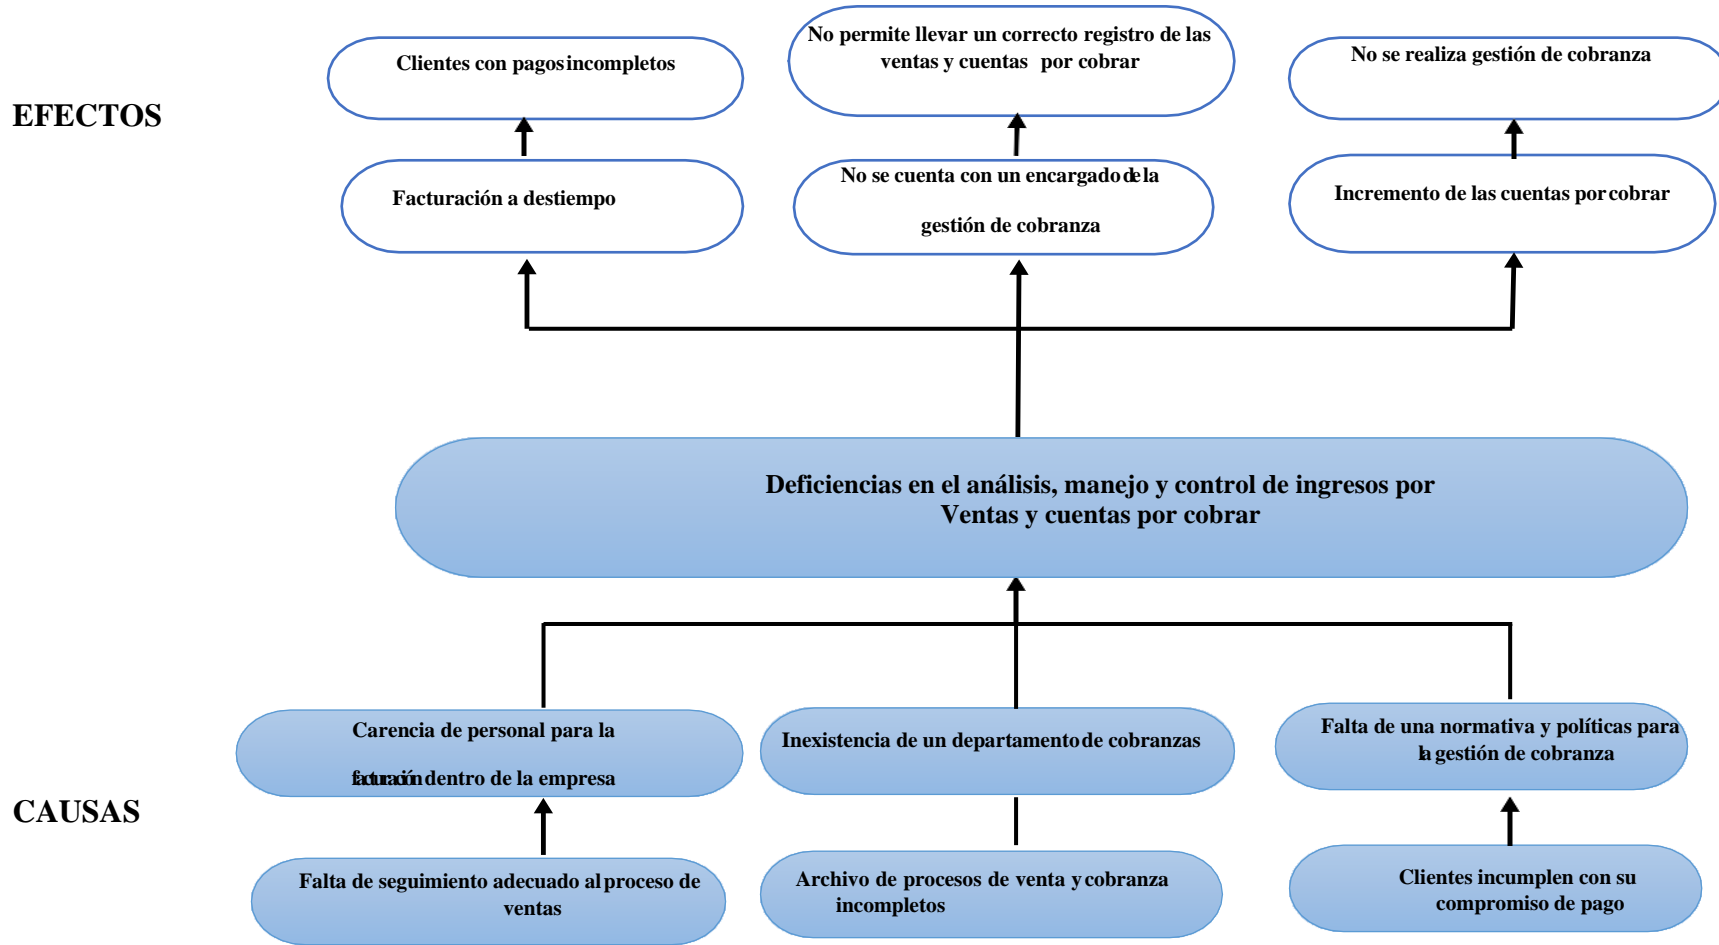 Clientes con pagos incompletos
No permite llevar un correcto registro de las
ventas y cuentas por cobrar
No se realiza gestión de cobranza
EFECTOS
Facturación a destiempo
No se cuenta con un encargado de la
gestión de cobranza
Incremento de las cuentas por cobrar
Deficiencias en el análisis, manejo y control de ingresos por
Ventas y cuentas por cobrar
Carencia de personal para la
facturación dentro de la empresa
Inexistencia de un departamento de cobranzas
Falta de una normativa y políticas para
la gestión de cobranza
CAUSAS
Falta de seguimiento adecuado al proceso de
ventas
Archivo de procesos de venta y cobranza
incompletos
Clientes incumplen con su
compromiso de pago